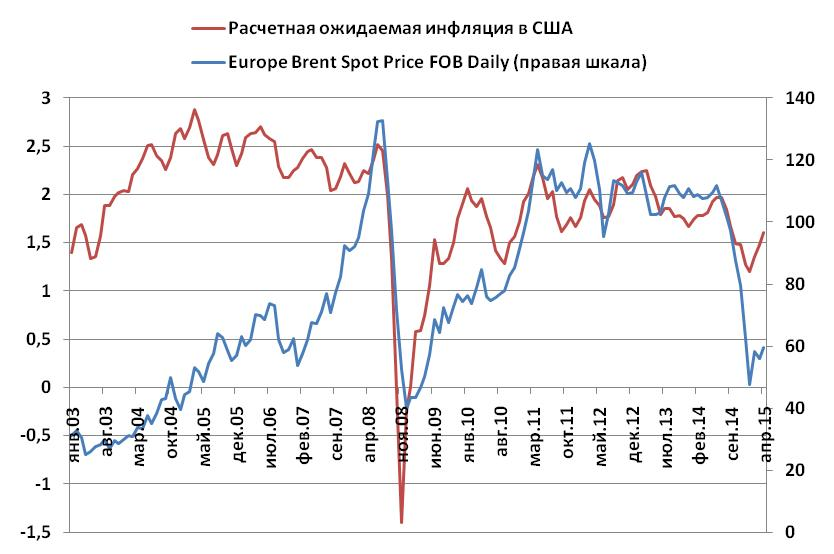 Расчетная ожидаемая инфляция в США
Europe Brent Spot Price FOB Daily (правая шкала)
3
2,5
2
1,5
1
0,5
0
-0,5
-1
-1,5
140
120
100
80
60
40
20
0
янв.03
авг.03
мар.04
окт.04
май.05
дек.05
июл.06
фев.07
сен.07
апр.08
ноя.08
июн.09
янв.10
авг.10
мар.11
окт.11
май.12
дек.12
июл.13
фев.14
сен.14
апр.15